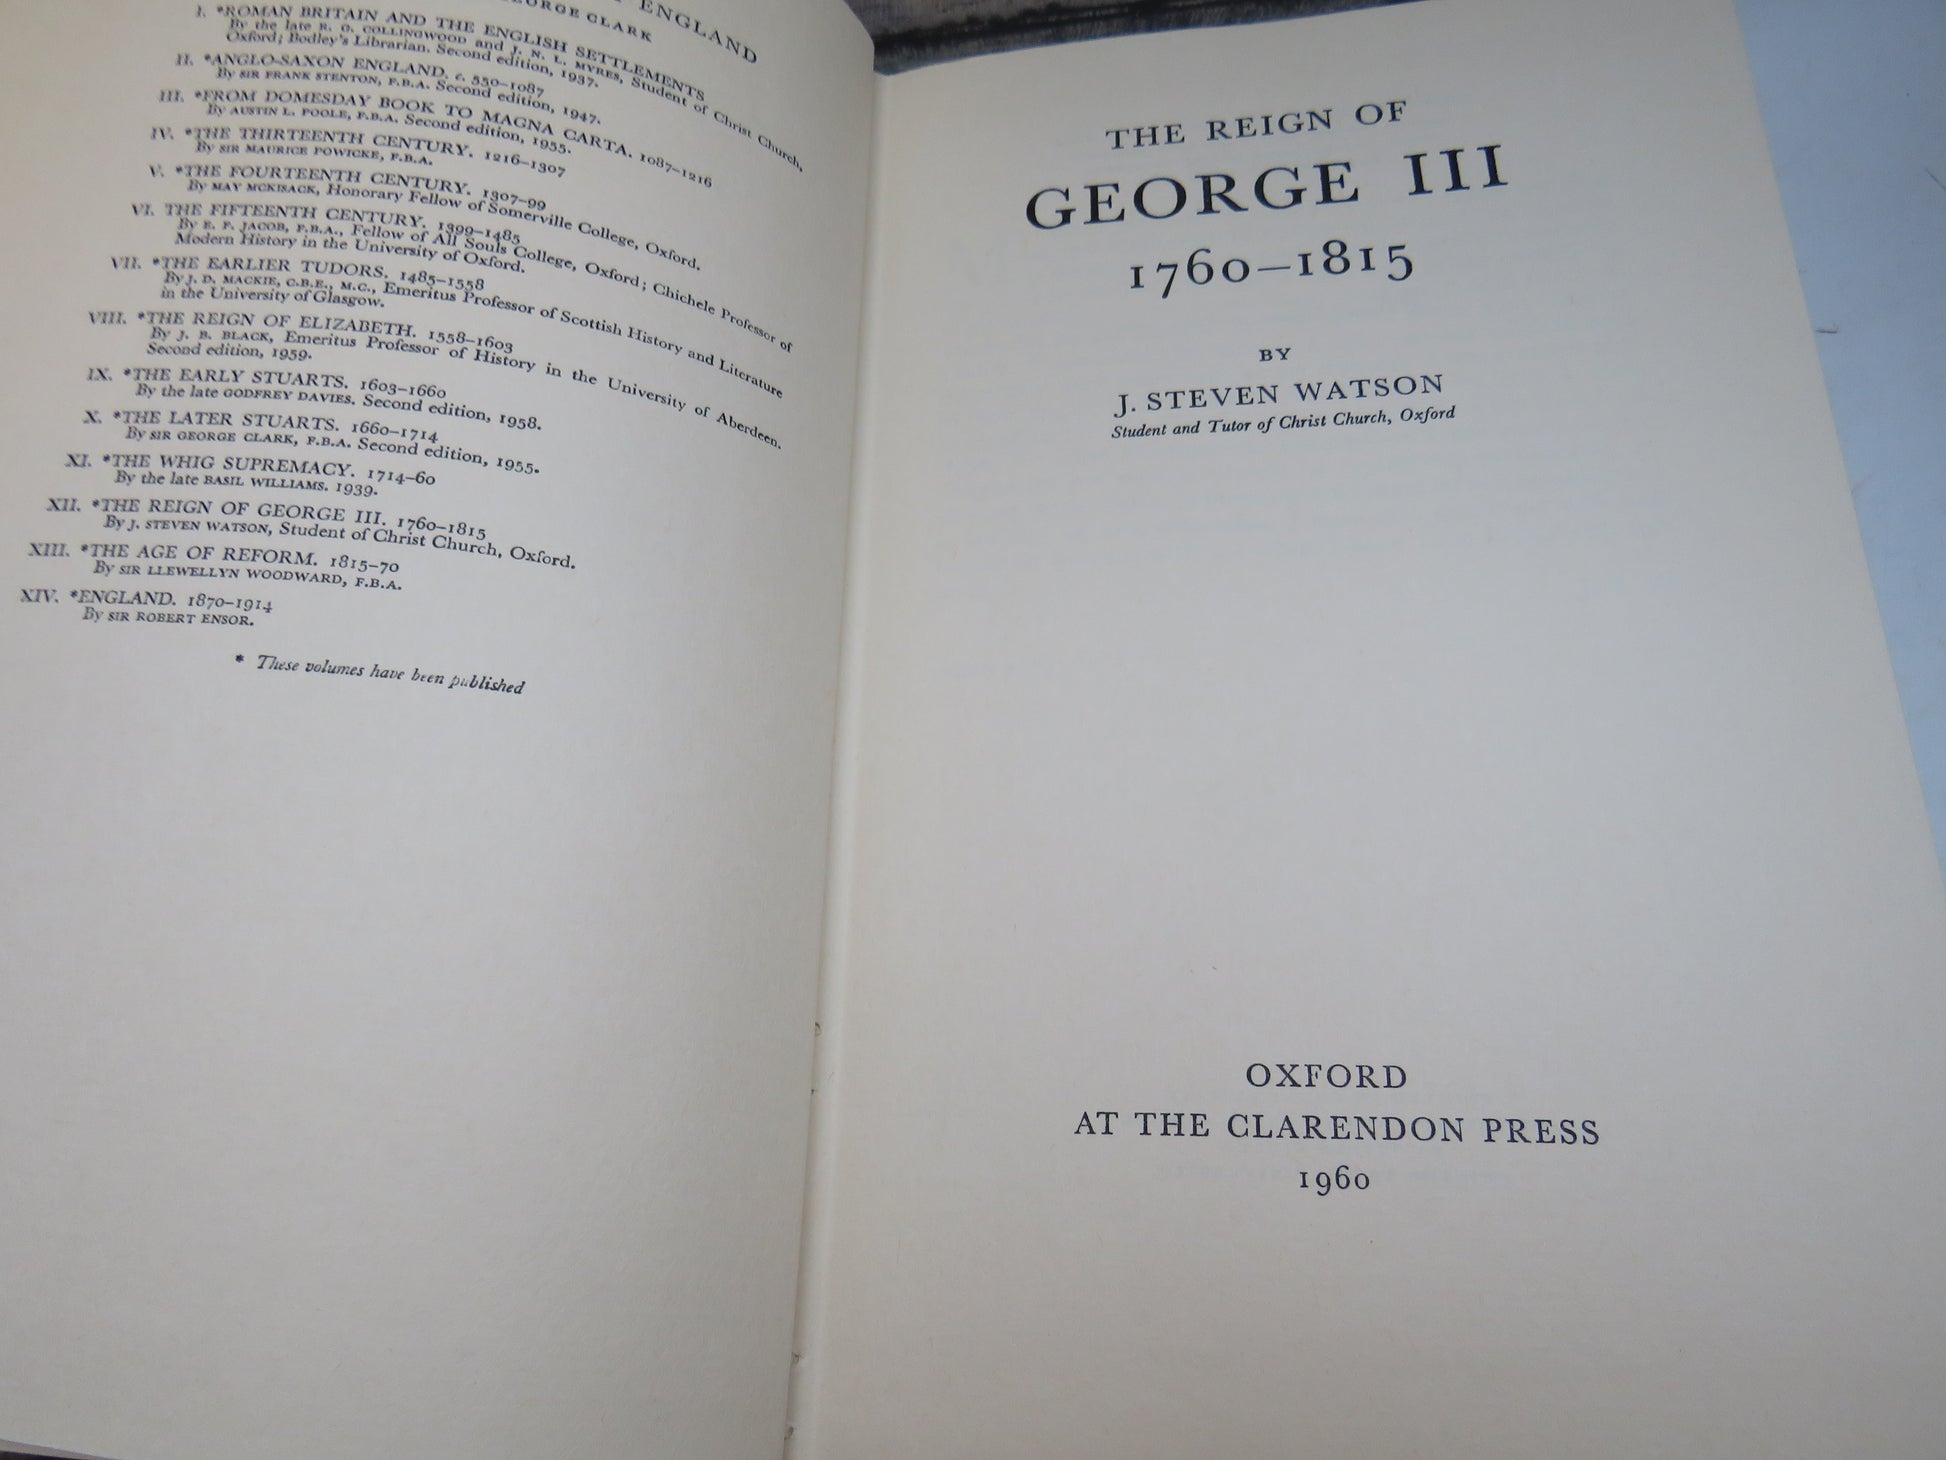 ENGLAND
GEORGE CLARK
I. *ROMAN BRITAIN AND THE ENGLISH SETTLEMENTS
By the late R. G. COLLINGWOOD and J. N. L. MYRES, Student of Christ Church,
Oxford; Bodley's Librarian. Second edition, 1937.
II. *ANGLO-SAXON ENGLAND. c. 550–1087
By SIR FRANK STENTON, F.B.A. Second edition, 1947.
III. *FROM DOMESDAY BOOK TO MAGNA CARTA. 1087–1216
By AUSTIN L. POOLE, F.B.A. Second edition, 1955.
IV. *THE THIRTEENTH CENTURY. 1216–1307
By SIR MAURICE POWICKE, F.B.A.
V. *THE FOURTEENTH CENTURY. 1307–99
By MAY MCKISACK, Honorary Fellow of Somerville College, Oxford.
VI. THE FIFTEENTH CENTURY. 1399–1485
By E. F. JACOB, F.B.A., Fellow of All Souls College, Oxford; Chichele Professor of
Modern History in the University of Oxford.
VII. *THE EARLIER TUDORS. 1485–1558
By J. D. MACKIE, C.B.E., M.C., Emeritus Professor of Scottish History and Literature
in the University of Glasgow.
VIII. *THE REIGN OF ELIZABETH. 1558–1603
By J. B. BLACK, Emeritus Professor of History in the University of Aberdeen.
Second edition, 1959.
IX. *THE EARLY STUARTS. 1603–1660
By the late GODFREY DAVIES. Second edition, 1958.
X. *THE LATER STUARTS. 1660–1714
By SIR GEORGE CLARK, F.B.A. Second edition, 1955.
XI. *THE WHIG SUPREMACY. 1714–60
By the late BASIL WILLIAMS. 1939.
XII. *THE REIGN OF GEORGE III. 1760–1815
By J. STEVEN WATSON, Student of Christ Church, Oxford.
XIII. *THE AGE OF REFORM. 1815–70
By SIR LLEWELLYN WOODWARD, F.B.A.
XIV. *ENGLAND. 1870–1914
By SIR ROBERT ENSOR.
* These volumes have been published
THE REIGN OF
GEORGE III
1760–1815
BY
J. STEVEN WATSON
Student and Tutor of Christ Church, Oxford
OXFORD
AT THE CLARENDON PRESS
1960